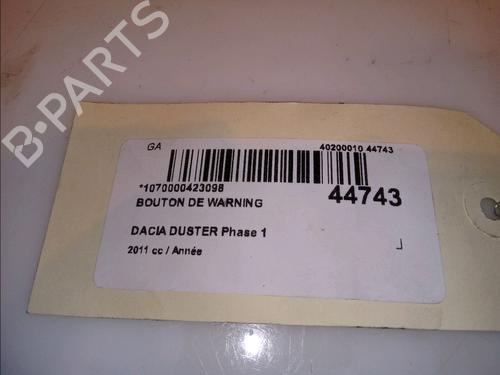 B-PARTS
GA
40200010 44743
*1070000423098
44743
BOUTON DE WARNING
DACIA DUSTER Phase 1
2011 cc / Année